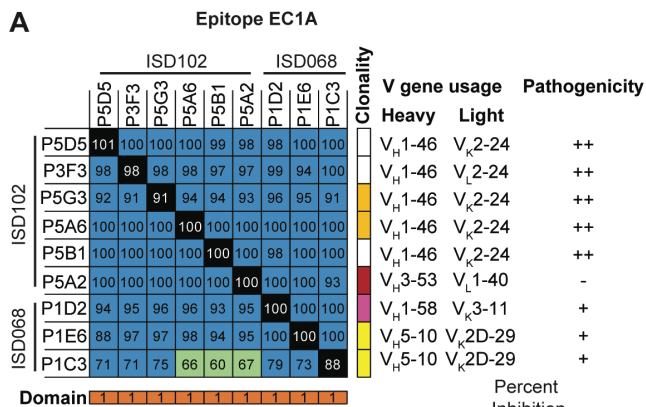 A
Epitope EC1A
ISD102 ISD068
P5D5 P3F3 P5G3 P5A6 P5B1 P5A2 P1D2 P1E6 P1C3
Clonality
V gene usage Pathogenicity
Heavy Light
ISD102
P5D5 101 100 100 100 99 98 98 100 100 VH1-46 VK2-24 ++
P3F3 98 98 98 98 97 97 99 94 100 VH1-46 VL2-24 ++
P5G3 92 91 91 94 94 93 96 95 91 VH1-46 VK2-24 ++
P5A6 100 100 100 100 100 100 100 100 100 VH1-46 VK2-24 ++
P5B1 100 100 100 100 100 100 98 100 100 VH1-46 VK2-24 ++
P5A2 100 100 100 100 100 100 100 100 93 VH3-53 VL1-40 -
ISD068
P1D2 94 95 96 96 93 95 100 100 100 VH1-58 VK3-11 +
P1E6 88 97 97 98 94 95 100 100 100 VH5-10 VK2D-29 +
P1C3 71 71 75 66 60 67 79 73 88 VH5-10 VK2D-29 +
Domain 1 1 1 1 1 1 1 1 1
Percent
Inhibition